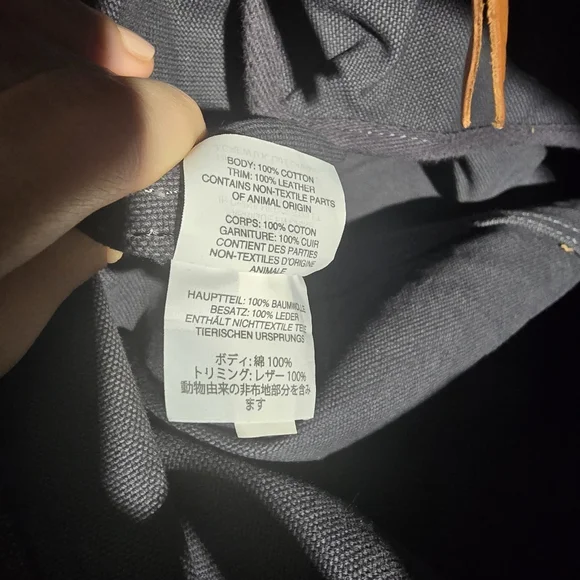 BODY: 100% COTTON
TRIM: 100% LEATHER
CONTAINS NON-TEXTILE PARTS
OF ANIMAL ORIGIN
CORPS: 100% COTON
GARNITURE: 100% CUIR
CONTIENT DES PARTIES
NON-TEXTILES D'ORIGINE
ANIMALE
HAUPTTEIL: 100% BAUMWOLLE
BESATZ: 100% LEDER
ENTHÄLT NICHTTEXTILE TEILE
TIERISCHEN URSPRUNGS
ボディ: 綿 100%
トリミング: レザー 100%
動物由来の非布地部分を含み
ます